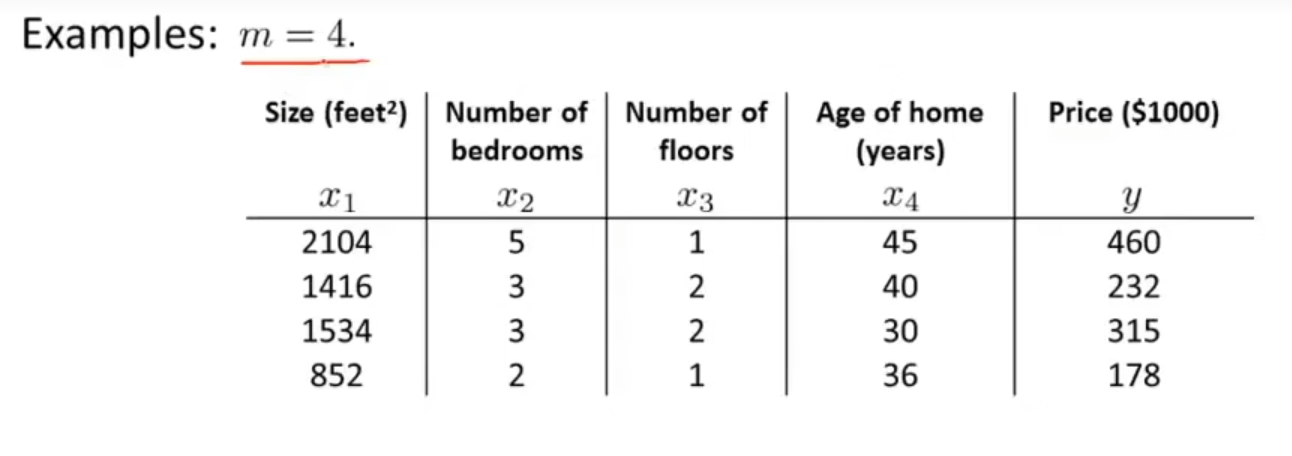 Examples: m = 4.
Size (feet²) Number of bedrooms Number of floors Age of home (years) Price ($1000)
x₁ x₂ x₃ x₄ y
2104 5 1 45 460
1416 3 2 40 232
1534 3 2 30 315
852 2 1 36 178